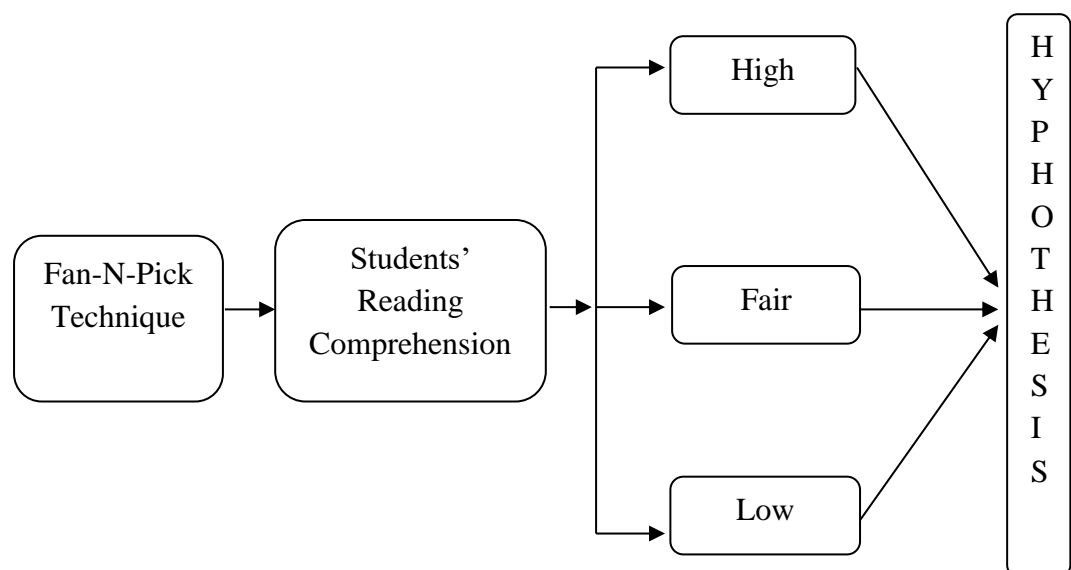 Fan-N-Pick
Technique
Students’
Reading
Comprehension
High
Fair
Low
H
Y
P
H
O
T
H
E
S
I
S